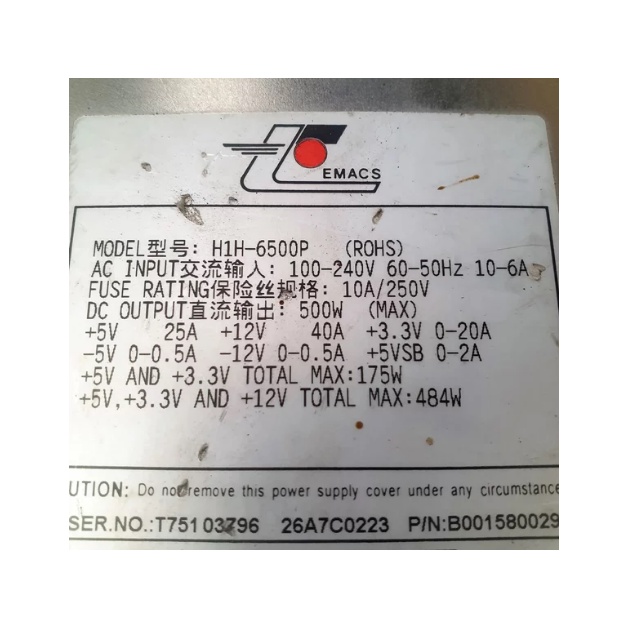 EMACS
MODEL型号: H1H-6500P (ROHS)
AC INPUT交流输入: 100-240V 60-50Hz 10-6A
FUSE RATING保险丝规格: 10A/250V
DC OUTPUT直流输出: 500W (MAX)
+5V 25A +12V 40A +3.3V 0-20A
-5V 0-0.5A -12V 0-0.5A +5VSB 0-2A
+5V AND +3.3V TOTAL MAX:175W
+5V,+3.3V AND +12V TOTAL MAX:484W
UTION: Do not remove this power supply cover under any circumstance
SER.NO.:T75103796 26A7C0223 P/N:B001580029